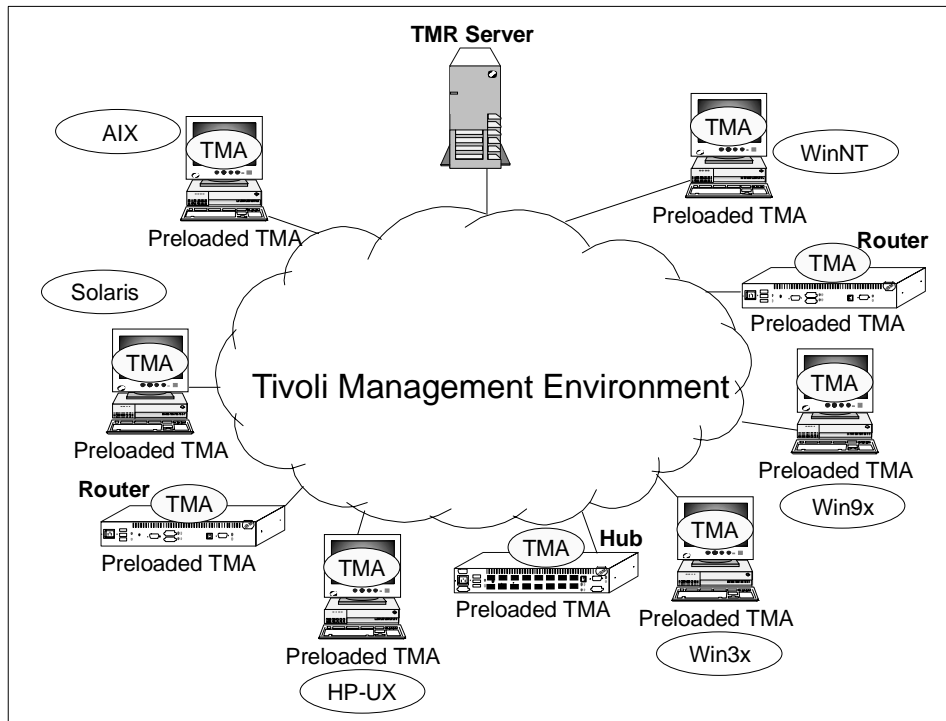 TMR Server
AIX
TMA
Preloaded TMA
TMA
WinNT
Preloaded TMA
Router
TMA
Preloaded TMA
Solaris
TMA
Preloaded TMA
Tivoli Management Environment
TMA
Preloaded TMA
Win9x
Router
TMA
Preloaded TMA
TMA
Preloaded TMA
HP-UX
Hub
TMA
Preloaded TMA
TMA
Preloaded TMA
Win3x